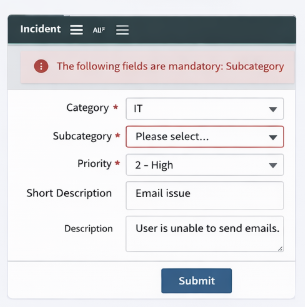 Incident
The following fields are mandatory: Subcategory
Category * IT
Subcategory * Please select...
Priority * 2 – High
Short Description Email issue
Description User is unable to send emails.
Submit